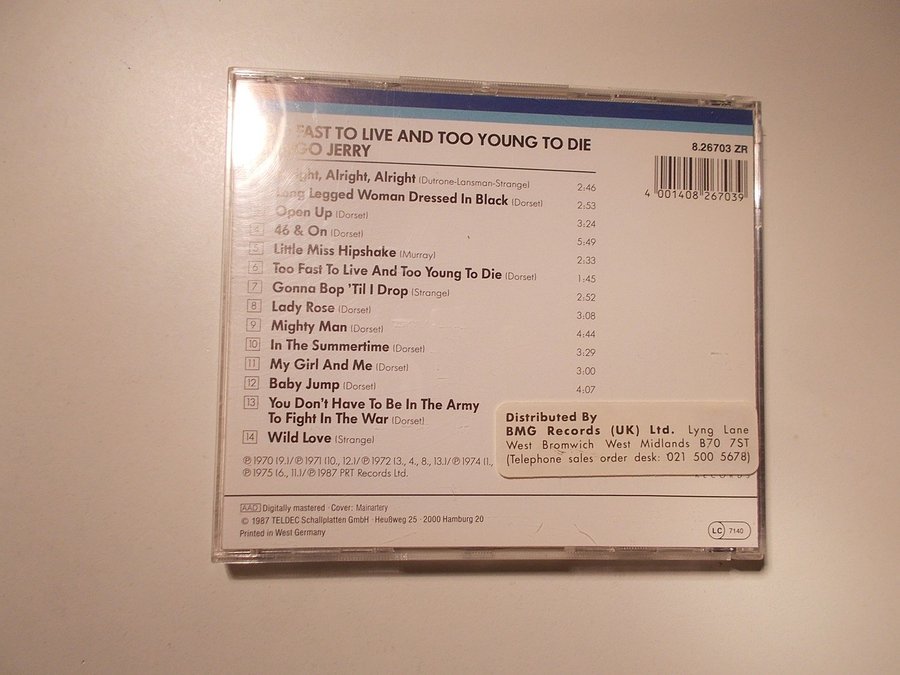 FAST TO LIVE AND TOO YOUNG TO DIE
GO JERRY
8.26703 ZR
4 001408 267039
Alright, Alright (Dutrone-Lansman-Strange) 2:46
Long Legged Woman Dressed In Black (Dorset) 2:53
Open Up (Dorset) 3:24
4 46 & On (Dorset) 5:49
5 Little Miss Hipshake (Murray) 2:33
6 Too Fast To Live And Too Young To Die (Dorset) 1:45
7 Gonna Bop 'Til I Drop (Strange) 2:52
8 Lady Rose (Dorset) 3:08
9 Mighty Man (Dorset) 4:44
10 In The Summertime (Dorset) 3:29
11 My Girl And Me (Dorset) 3:00
12 Baby Jump (Dorset) 4:07
13 You Don't Have To Be In The Army
To Fight In The War (Dorset)
14 Wild Love (Strange)
℗ 1970 (9.)/℗ 1971 (10., 12.)/℗ 1972 (3., 4., 8., 13.)/℗ 1974 (1.,
℗ 1975 (6., 11.)/℗ 1987 PRT Records Ltd.
Distributed By
BMG Records (UK) Ltd. Lyng Lane
West Bromwich West Midlands B70 7ST
(Telephone sales order desk: 021 500 5678)
RECORDS
AAD Digitally mastered · Cover: Mainartery
© 1987 TELDEC Schallplatten GmbH · Heußweg 25 · 2000 Hamburg 20
Printed in West Germany
LC 7140